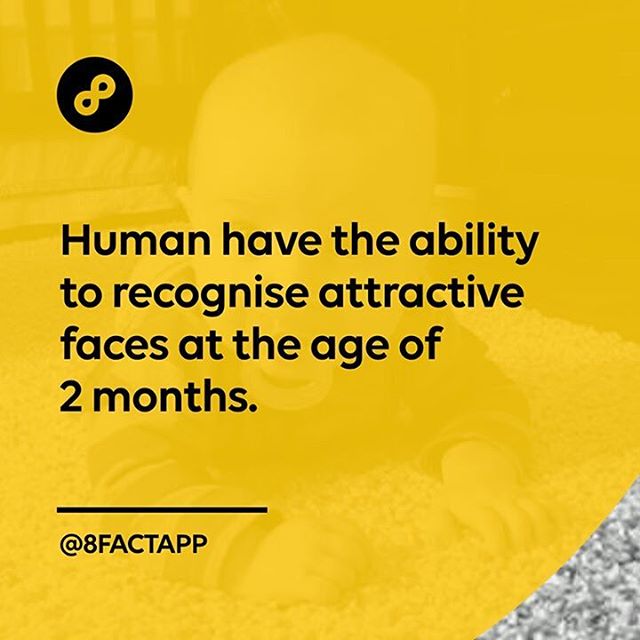 Human have the ability
to recognise attractive
faces at the age of
2 months.
@8FACTAPP